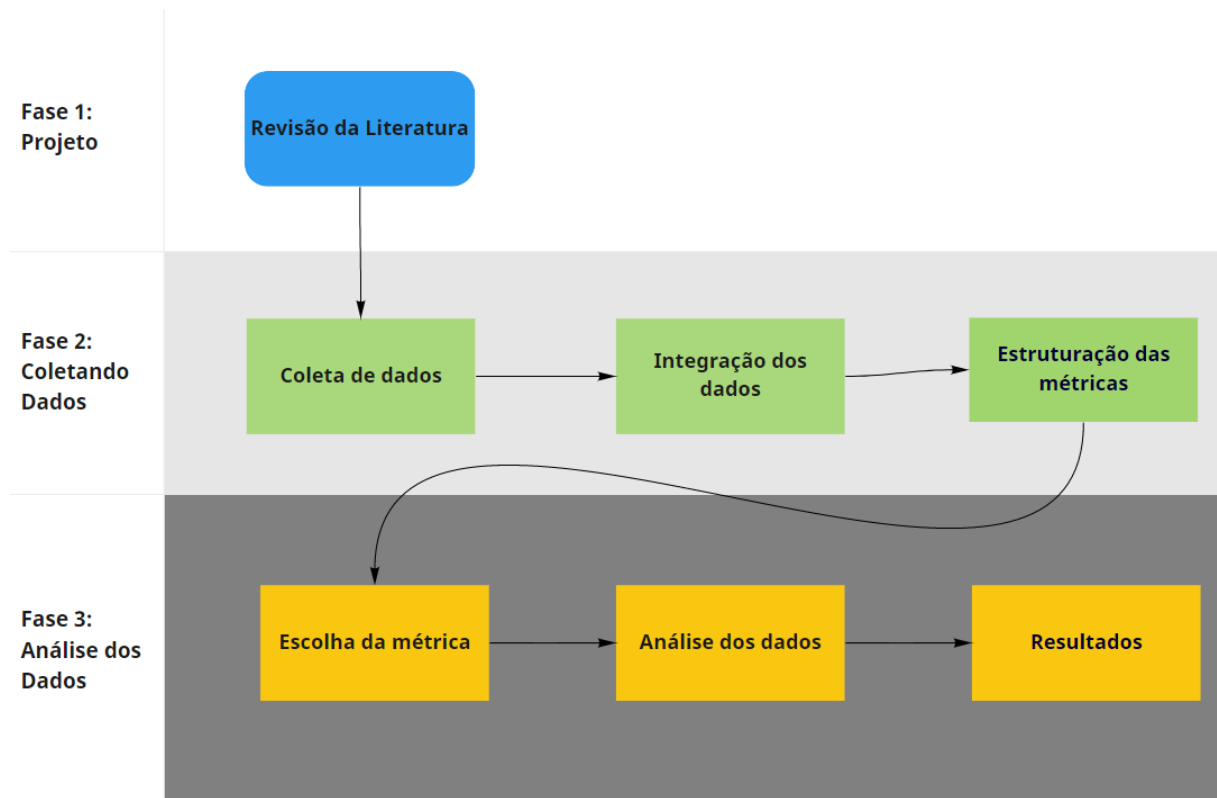 Fase 1:
Projeto
Revisão da Literatura
Fase 2:
Coletando
Dados
Coleta de dados
Integração dos
dados
Estruturação das
métricas
Fase 3:
Análise dos
Dados
Escolha da métrica
Análise dos dados
Resultados